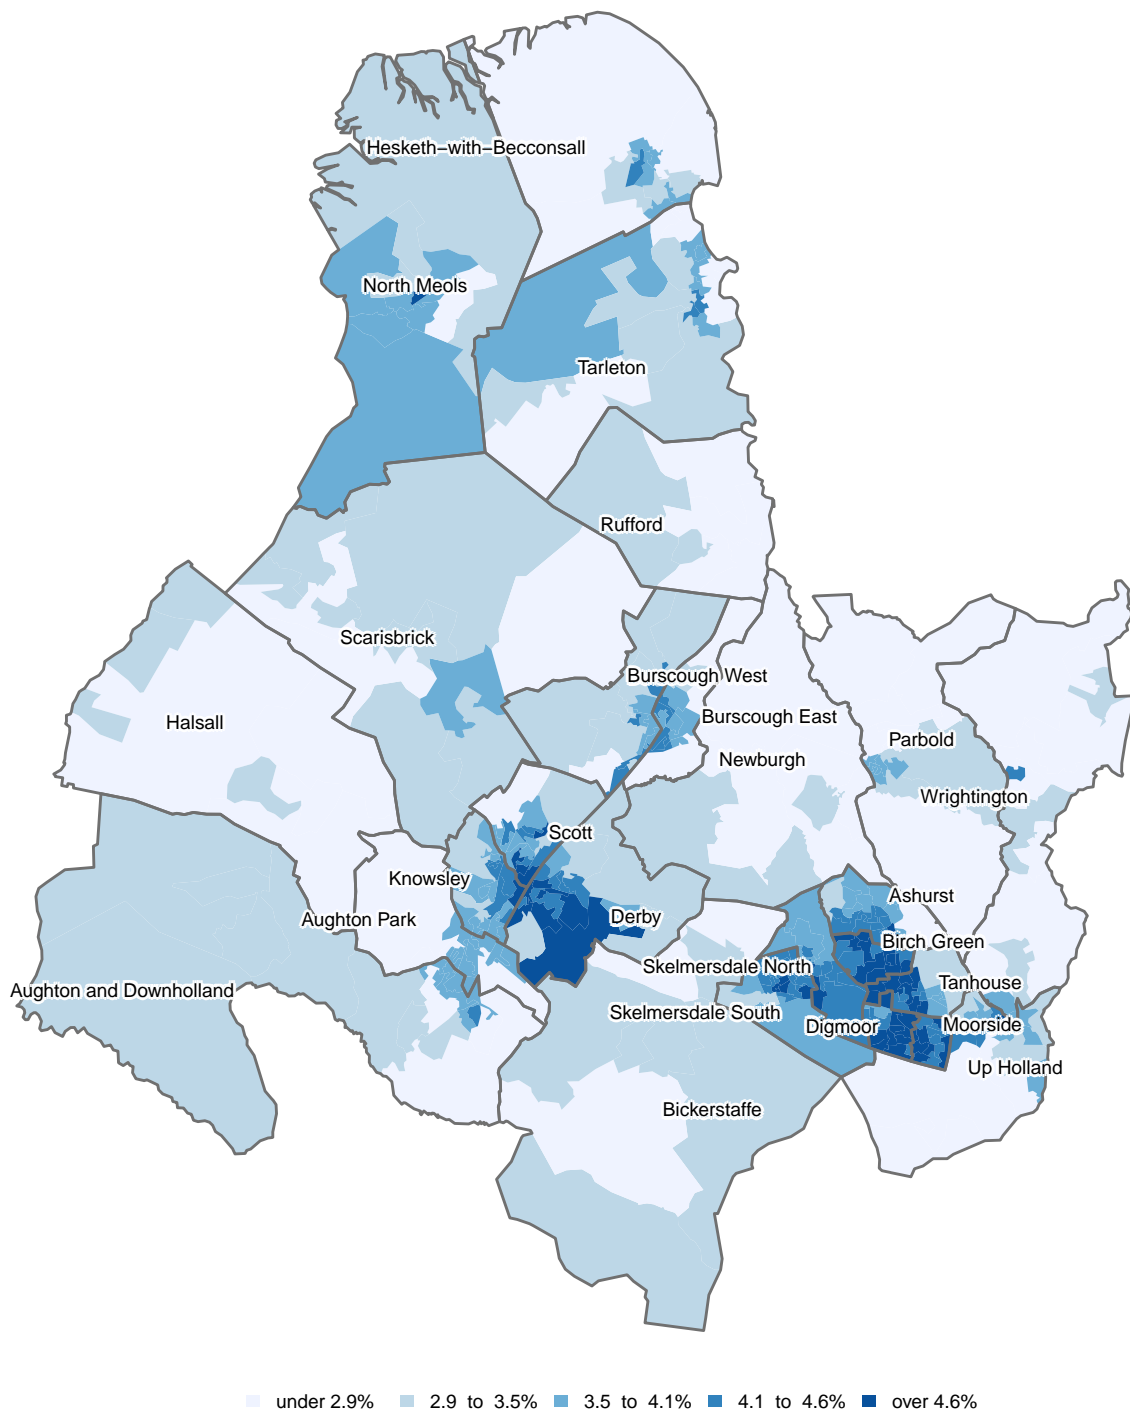 Hesketh−with−Becconsall
North Meols
Tarleton
Rufford
Scarisbrick
Burscough West
Halsall
Burscough East
Parbold
Newburgh
Wrightington
Scott
Knowsley
Ashurst
Aughton Park
Derby
Birch Green
Skelmersdale North
Tanhouse
Aughton and Downholland
Skelmersdale South
Digmoor
Moorside
Up Holland
Bickerstaffe
under 2.9% 2.9 to 3.5% 3.5 to 4.1% 4.1 to 4.6% over 4.6%